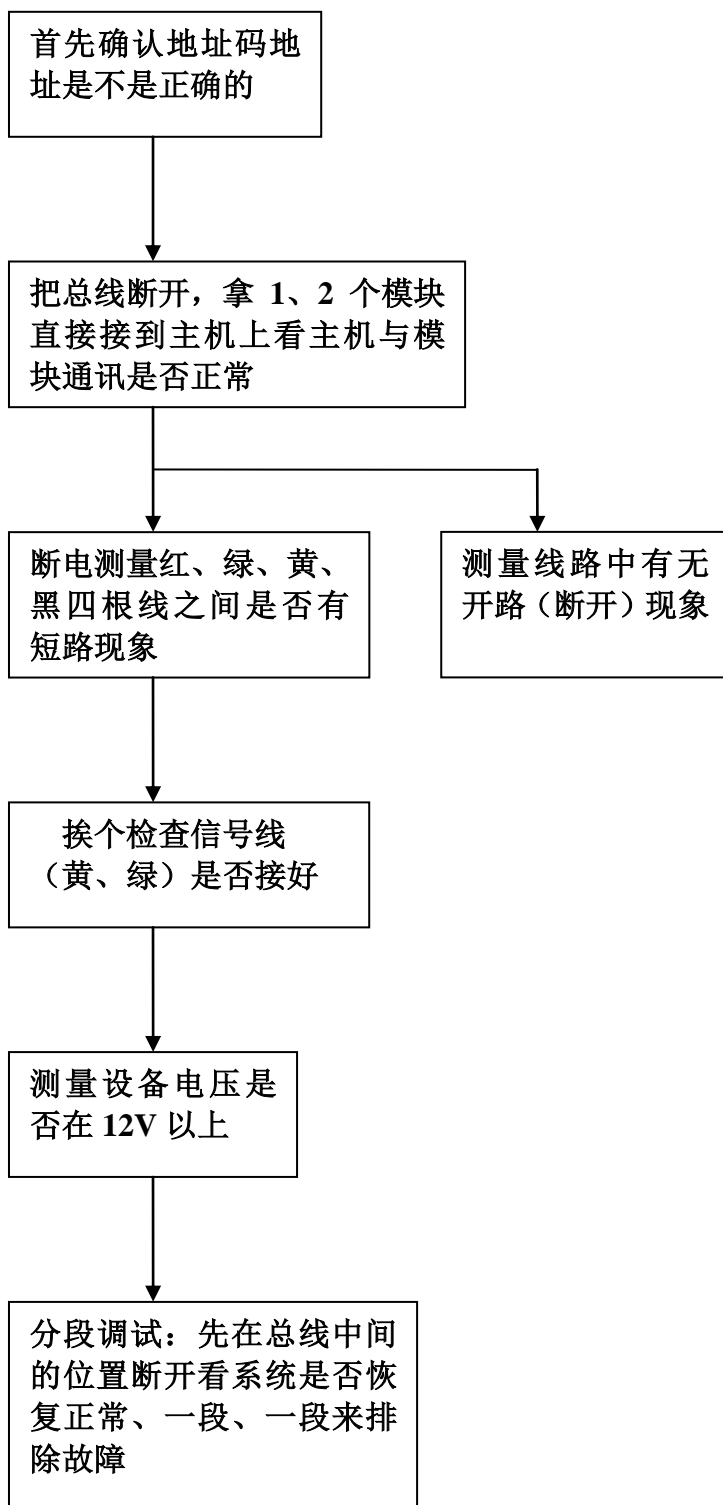 首先确认地址码地
址是不是正确的
把总线断开，拿 1、2 个模块
直接接到主机上看主机与模
块通讯是否正常
断电测量红、绿、黄、
黑四根线之间是否有
短路现象
测量线路中有无
开路（断开）现象
挨个检查信号线
（黄、绿）是否接好
测量设备电压是
否在 12V 以上
分段调试：先在总线中间
的位置断开看系统是否恢
复正常、一段、一段来排
除故障